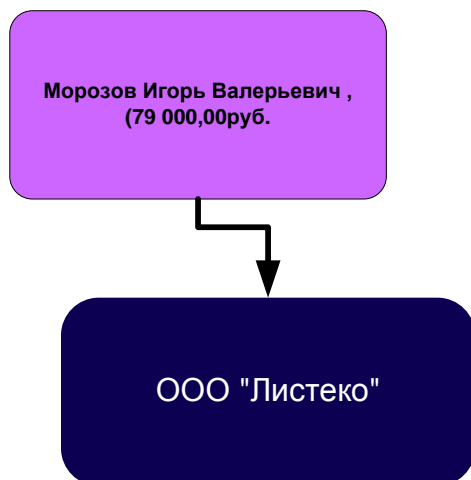 Морозов Игорь Валерьевич ,
(79 000,00руб.
ООО "Листеко"